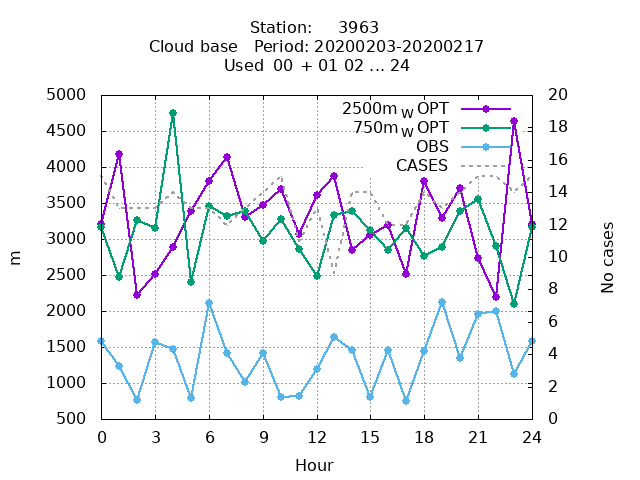 Station: 3963
Cloud base Period: 20200203-20200217
Used 00 + 01 02 ... 24
5000
4500
4000
3500
3000
2500
2000
1500
1000
500
20
18
16
14
12
10
8
6
4
2
0
2500m W OPT
750m W OPT
OBS
CASES
m
No cases
0 3 6 9 12 15 18 21 24
Hour